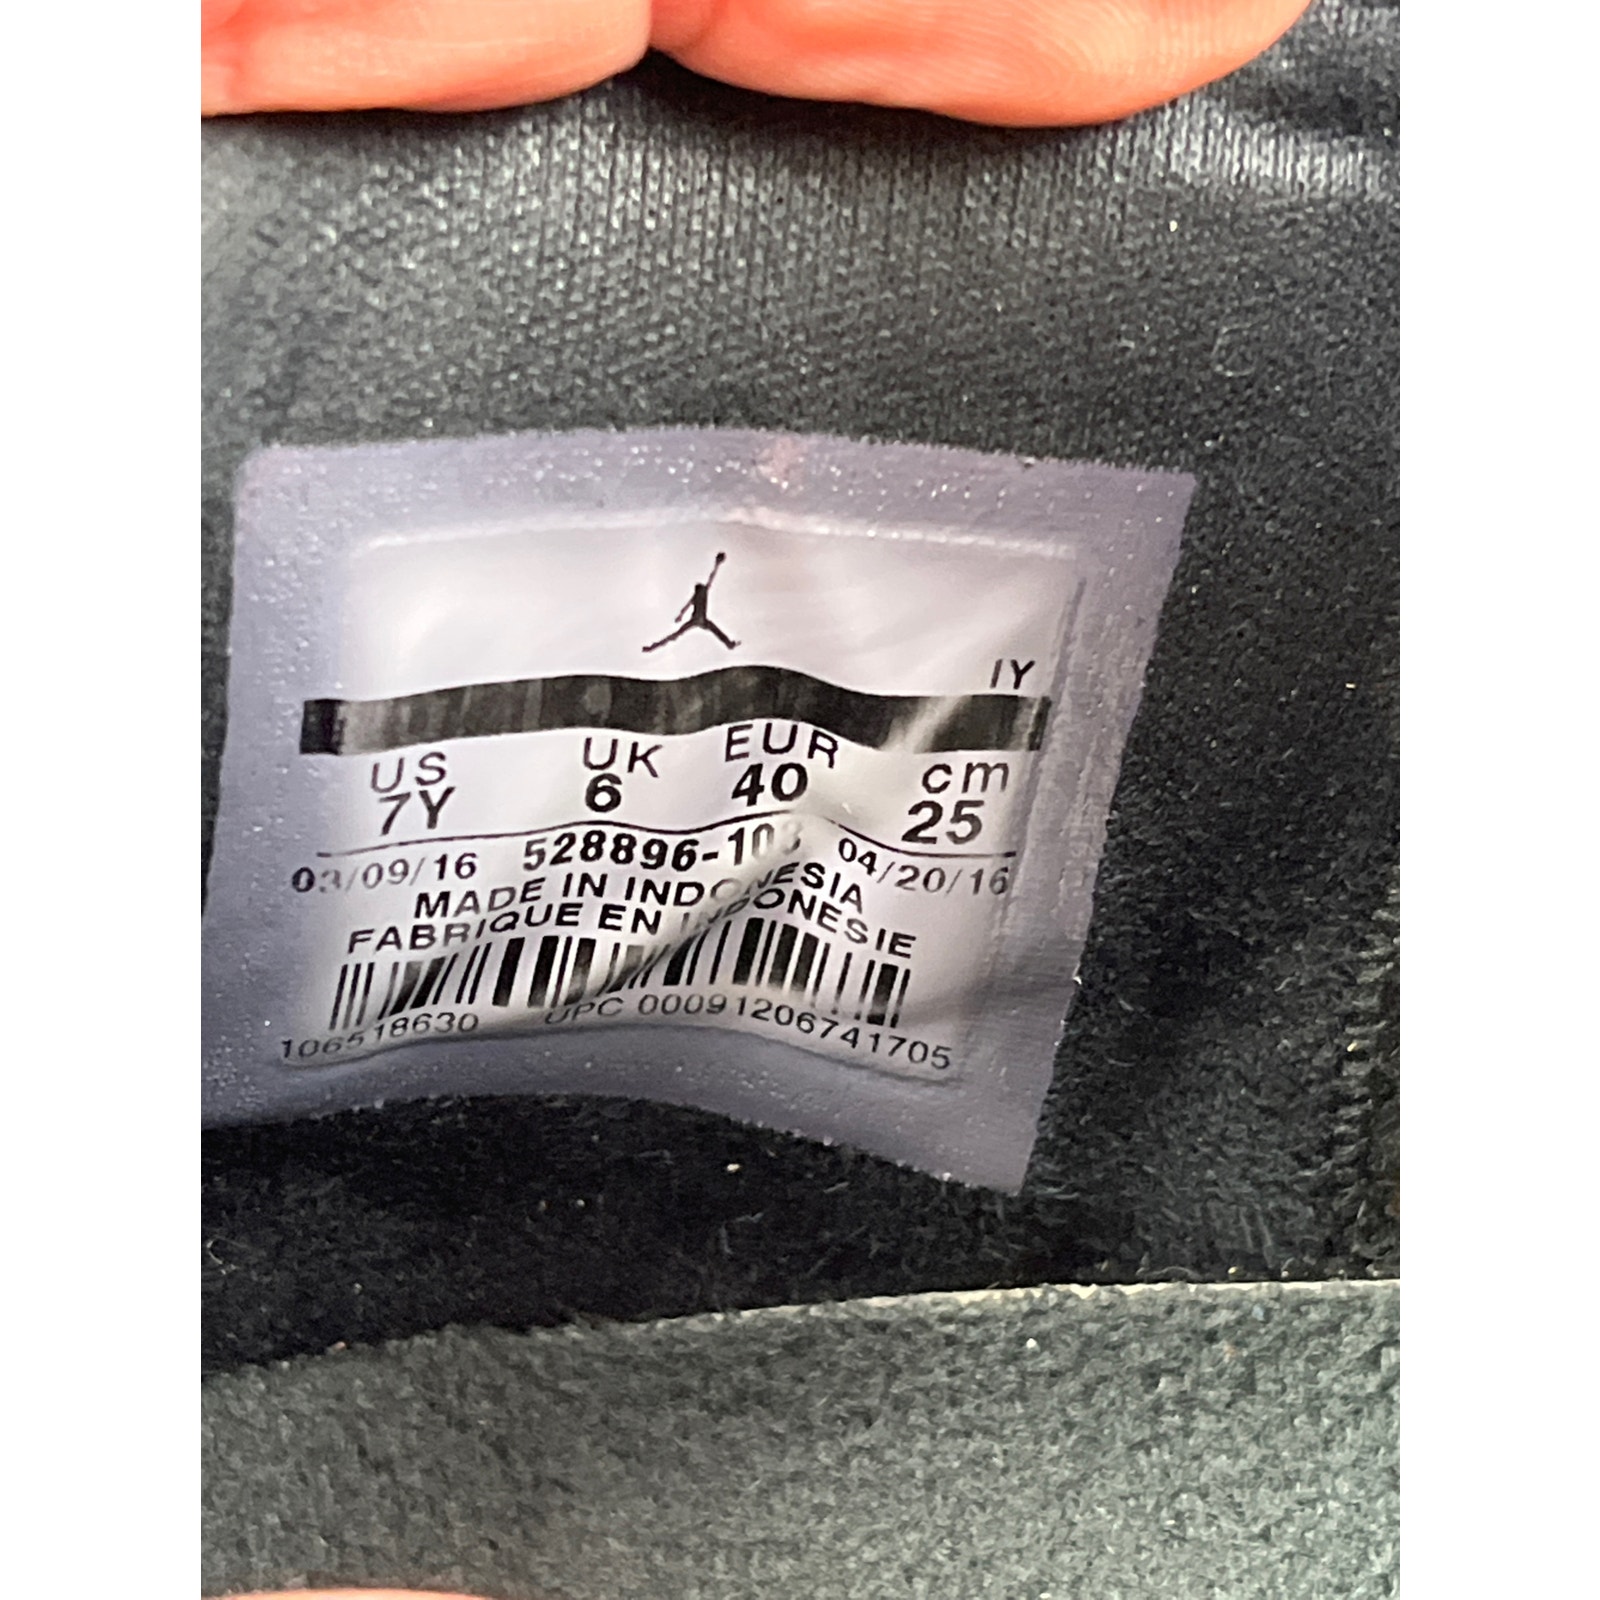 IY
US UK EUR cm
7Y 6 40 25
03/09/16 528896-103 04/20/16
MADE IN INDONESIA
FABRIQUE EN INDONESIE
106518630 UPC 00091206741705